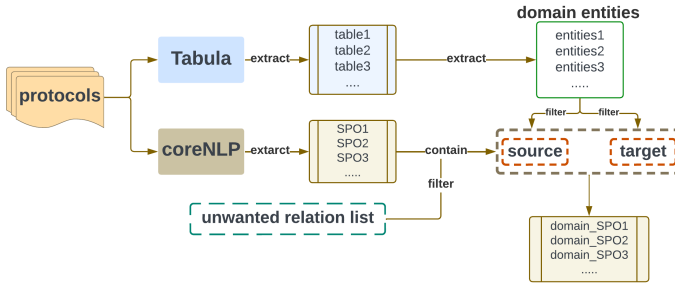 domain entities
protocols
Tabula
extract
table1
table2
table3
....
extract
entities1
entities2
entities3
.....
filter
filter
coreNLP
extarct
SPO1
SPO2
SPO3
.....
contain
filter
source
target
unwanted relation list
domain_SPO1
domain_SPO2
domain_SPO3
.....